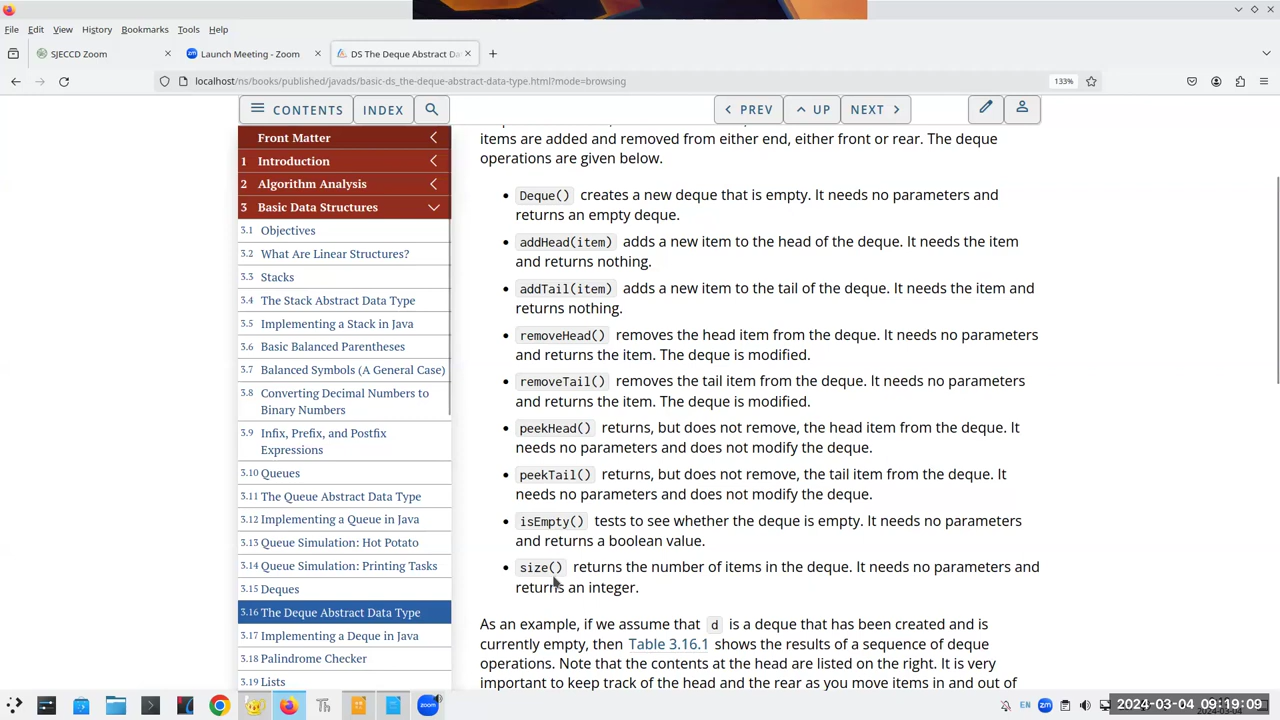 File Edit View History Bookmarks Tools Help
SJECCD Zoom
Launch Meeting - Zoom
DS The Deque Abstract Da
localhost/ns/books/published/javads/basic-ds_the-deque-abstract-data-type.html?mode=browsing
133%
CONTENTS INDEX
PREV UP NEXT
Front Matter
1 Introduction
2 Algorithm Analysis
3 Basic Data Structures
3.1 Objectives
3.2 What Are Linear Structures?
3.3 Stacks
3.4 The Stack Abstract Data Type
3.5 Implementing a Stack in Java
3.6 Basic Balanced Parentheses
3.7 Balanced Symbols (A General Case)
3.8 Converting Decimal Numbers to
Binary Numbers
3.9 Infix, Prefix, and Postfix
Expressions
3.10 Queues
3.11 The Queue Abstract Data Type
3.12 Implementing a Queue in Java
3.13 Queue Simulation: Hot Potato
3.14 Queue Simulation: Printing Tasks
3.15 Deques
3.16 The Deque Abstract Data Type
3.17 Implementing a Deque in Java
3.18 Palindrome Checker
3.19 Lists
items are added and removed from either end, either front or rear. The deque
operations are given below.
• Deque() creates a new deque that is empty. It needs no parameters and
returns an empty deque.
• addHead(item) adds a new item to the head of the deque. It needs the item
and returns nothing.
• addTail(item) adds a new item to the tail of the deque. It needs the item and
returns nothing.
• removeHead() removes the head item from the deque. It needs no parameters
and returns the item. The deque is modified.
• removeTail() removes the tail item from the deque. It needs no parameters
and returns the item. The deque is modified.
• peekHead() returns, but does not remove, the head item from the deque. It
needs no parameters and does not modify the deque.
• peekTail() returns, but does not remove, the tail item from the deque. It
needs no parameters and does not modify the deque.
• isEmpty() tests to see whether the deque is empty. It needs no parameters
and returns a boolean value.
• size() returns the number of items in the deque. It needs no parameters and
returns an integer.
As an example, if we assume that d is a deque that has been created and is
currently empty, then Table 3.16.1 shows the results of a sequence of deque
operations. Note that the contents at the head are listed on the right. It is very
important to keep track of the head and the rear as you move items in and out of
Th
zoom
EN
zm
2024-03-04 09:19:09